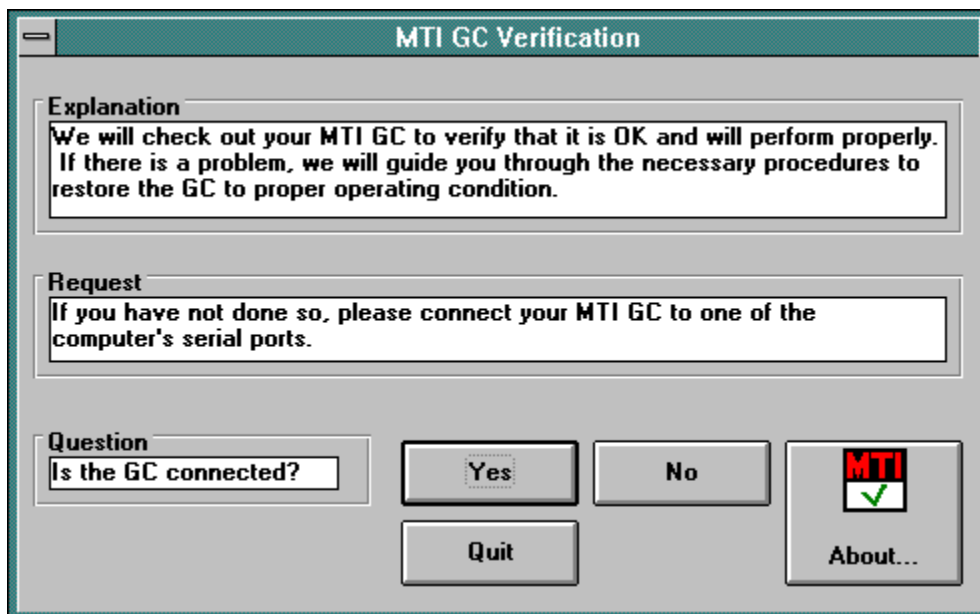 MTI GC Verification
Explanation
We will check out your MTI GC to verify that it is OK and will perform properly.
If there is a problem, we will guide you through the necessary procedures to
restore the GC to proper operating condition.
Request
If you have not done so, please connect your MTI GC to one of the
computer's serial ports.
Question
Is the GC connected?
Yes
No
MTI
Quit
About...